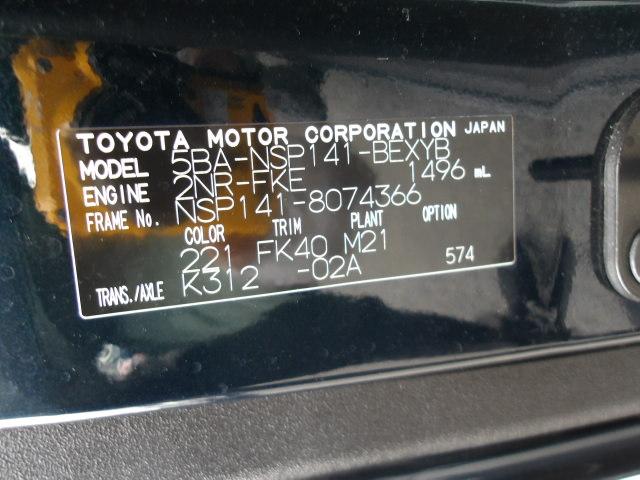 TOYOTA MOTOR CORPORATION JAPAN
MODEL 5BA-NSP141-BEXYB
ENGINE 2NR-FKE 1496 mL
FRAME No. NSP141-8074366
COLOR TRIM PLANT OPTION
221 FK40 M21
TRANS./AXLE K312 -02A 574